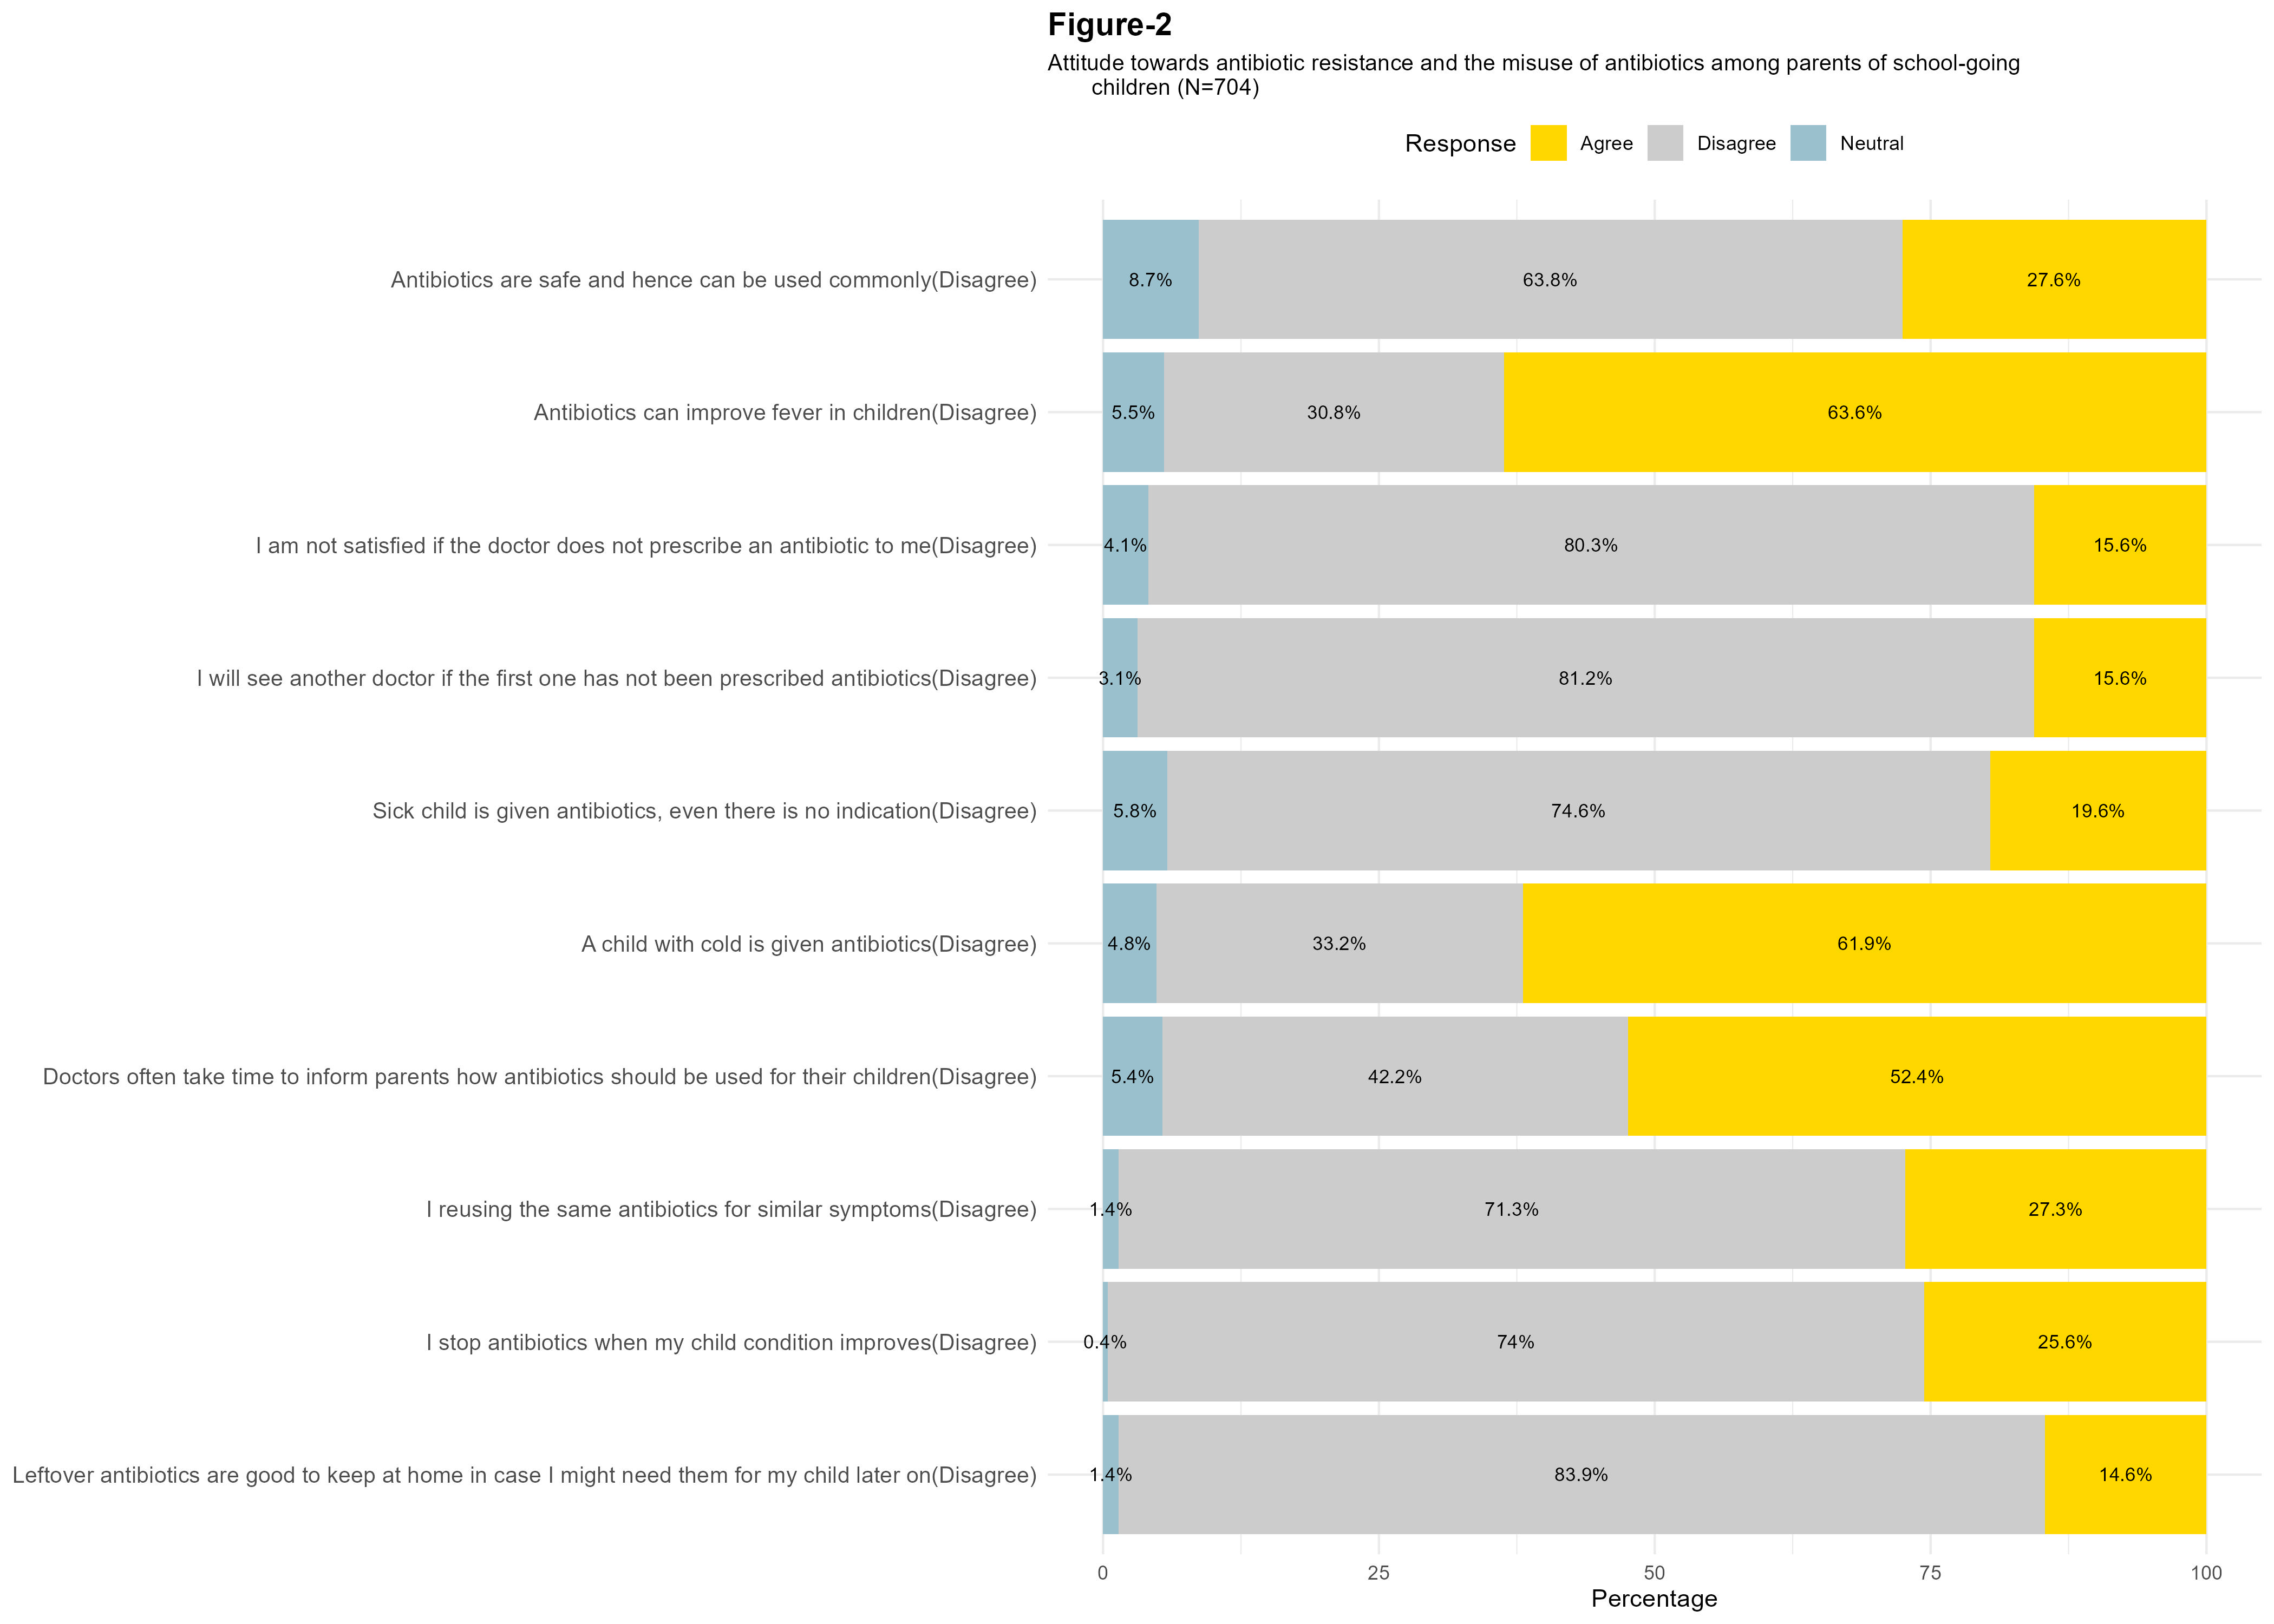 Figure-2
Attitude towards antibiotic resistance and the misuse of antibiotics among parents of school-going
children (N=704)
Response Agree Disagree Neutral
Antibiotics are safe and hence can be used commonly(Disagree) 8.7% 63.8% 27.6%
Antibiotics can improve fever in children(Disagree) 5.5% 30.8% 63.6%
I am not satisfied if the doctor does not prescribe an antibiotic to me(Disagree) 4.1% 80.3% 15.6%
I will see another doctor if the first one has not been prescribed antibiotics(Disagree) 3.1% 81.2% 15.6%
Sick child is given antibiotics, even there is no indication(Disagree) 5.8% 74.6% 19.6%
A child with cold is given antibiotics(Disagree) 4.8% 33.2% 61.9%
Doctors often take time to inform parents how antibiotics should be used for their children(Disagree) 5.4% 42.2% 52.4%
I reusing the same antibiotics for similar symptoms(Disagree) 1.4% 71.3% 27.3%
I stop antibiotics when my child condition improves(Disagree) 0.4% 74% 25.6%
Leftover antibiotics are good to keep at home in case I might need them for my child later on(Disagree) 1.4% 83.9% 14.6%
0 25 50 75 100
Percentage